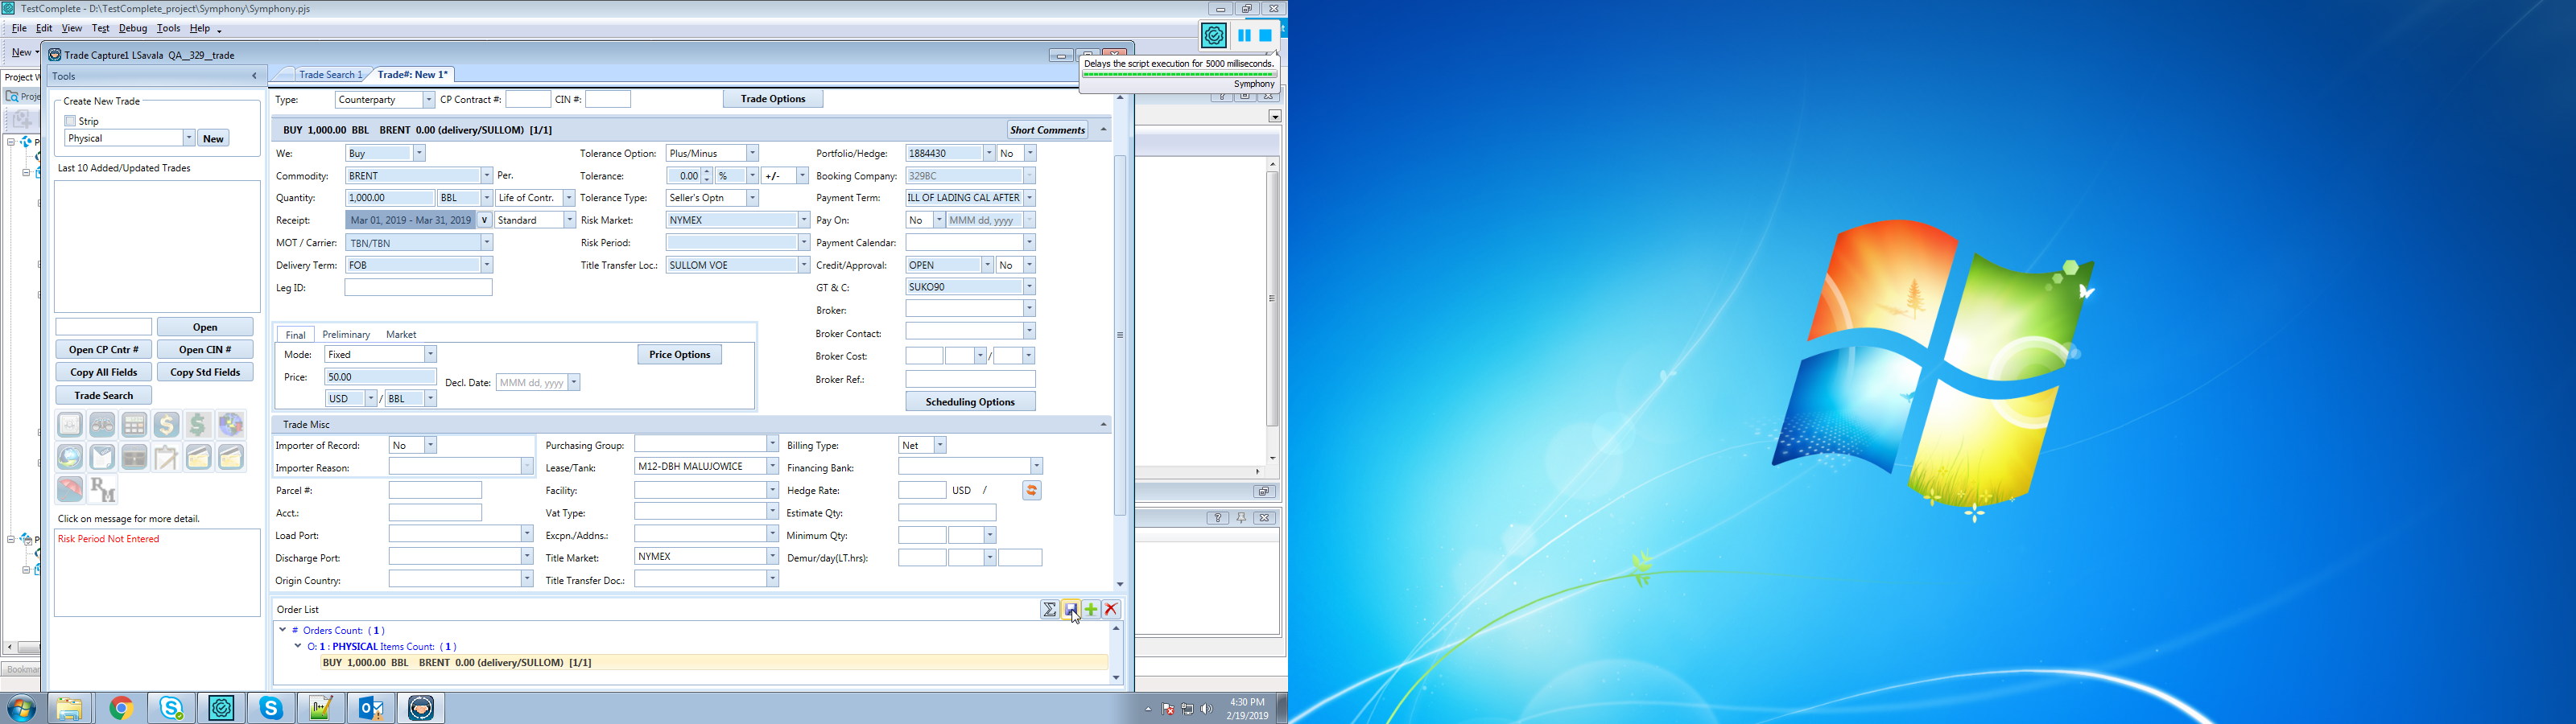 TestComplete - D:\TestComplete_project\Symphony\Symphony.pjs
File Edit View Test Debug Tools Help
New
Trade Capture1 LSavala QA__329__trade
Delays the script execution for 5000 milliseconds.
Symphony
Project W
Tools
Trade Search 1
Trade#: New 1*
Create New Trade
Strip
Physical
New
Last 10 Added/Updated Trades
Open
Open CP Cntr #
Open CIN #
Copy All Fields
Copy Std Fields
Trade Search
RM
Click on message for more detail.
Risk Period Not Entered
Type: Counterparty CP Contract #: CIN #: Trade Options
BUY 1,000.00 BBL BRENT 0.00 (delivery/SULLOM) [1/1] Short Comments
We: Buy Tolerance Option: Plus/Minus Portfolio/Hedge: 1884430 No
Commodity: BRENT Per. Tolerance: 0.00 % +/- Booking Company: 329BC
Quantity: 1,000.00 BBL Life of Contr. Tolerance Type: Seller's Optn Payment Term: ILL OF LADING CAL AFTER
Receipt: Mar 01, 2019 - Mar 31, 2019 v Standard Risk Market: NYMEX Pay On: No MMM dd, yyyy
MOT / Carrier: TBN/TBN Risk Period: Payment Calendar:
Delivery Term: FOB Title Transfer Loc.: SULLOM VOE Credit/Approval: OPEN No
Leg ID: GT & C: SUKO90
Broker:
Final Preliminary Market Broker Contact:
Mode: Fixed Price Options Broker Cost: /
Price: 50.00 Decl. Date: MMM dd, yyyy Broker Ref.:
USD / BBL Scheduling Options
Trade Misc
Importer of Record: No Purchasing Group: Billing Type: Net
Importer Reason: Lease/Tank: M12-DBH MALUJOWICE Financing Bank:
Parcel #: Facility: Hedge Rate: USD /
Acct.: Vat Type: Estimate Qty:
Load Port: Excpn./Addns.: Minimum Qty:
Discharge Port: Title Market: NYMEX Demur/day(LT.hrs):
Origin Country: Title Transfer Doc.:
Order List
# Orders Count: ( 1 )
O: 1 : PHYSICAL Items Count: ( 1 )
BUY 1,000.00 BBL BRENT 0.00 (delivery/SULLOM) [1/1]
4:30 PM
2/19/2019